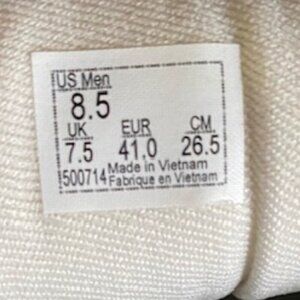 US Men
8.5
UK EUR CM
7.5 41.0 26.5
500714 Made in Vietnam
Fabrique en Vietnam